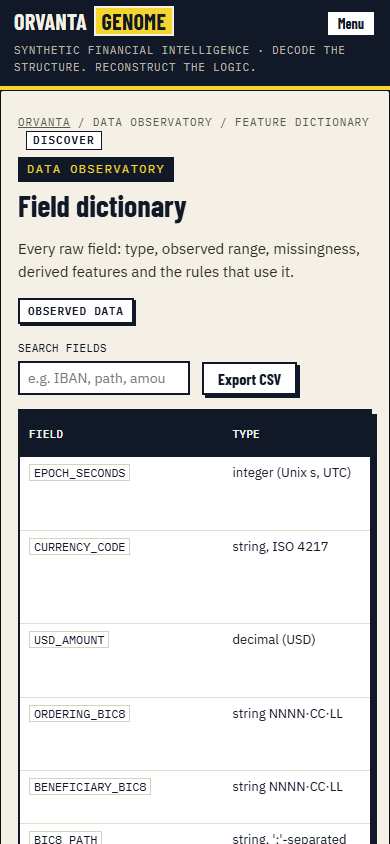 ORVANTA GENOME
Menu
SYNTHETIC FINANCIAL INTELLIGENCE · DECODE THE
STRUCTURE. RECONSTRUCT THE LOGIC.
ORVANTA / DATA OBSERVATORY / FEATURE DICTIONARY
DISCOVER
DATA OBSERVATORY
Field dictionary
Every raw field: type, observed range, missingness,
derived features and the rules that use it.
OBSERVED DATA
SEARCH FIELDS
e.g. IBAN, path, amou
Export CSV
FIELD TYPE
EPOCH_SECONDS integer (Unix s, UTC)
CURRENCY_CODE string, ISO 4217
USD_AMOUNT decimal (USD)
ORDERING_BIC8 string NNNN·CC·LL
BENEFICIARY_BIC8 string NNNN·CC·LL
BIC8_PATH string, ':'-separated